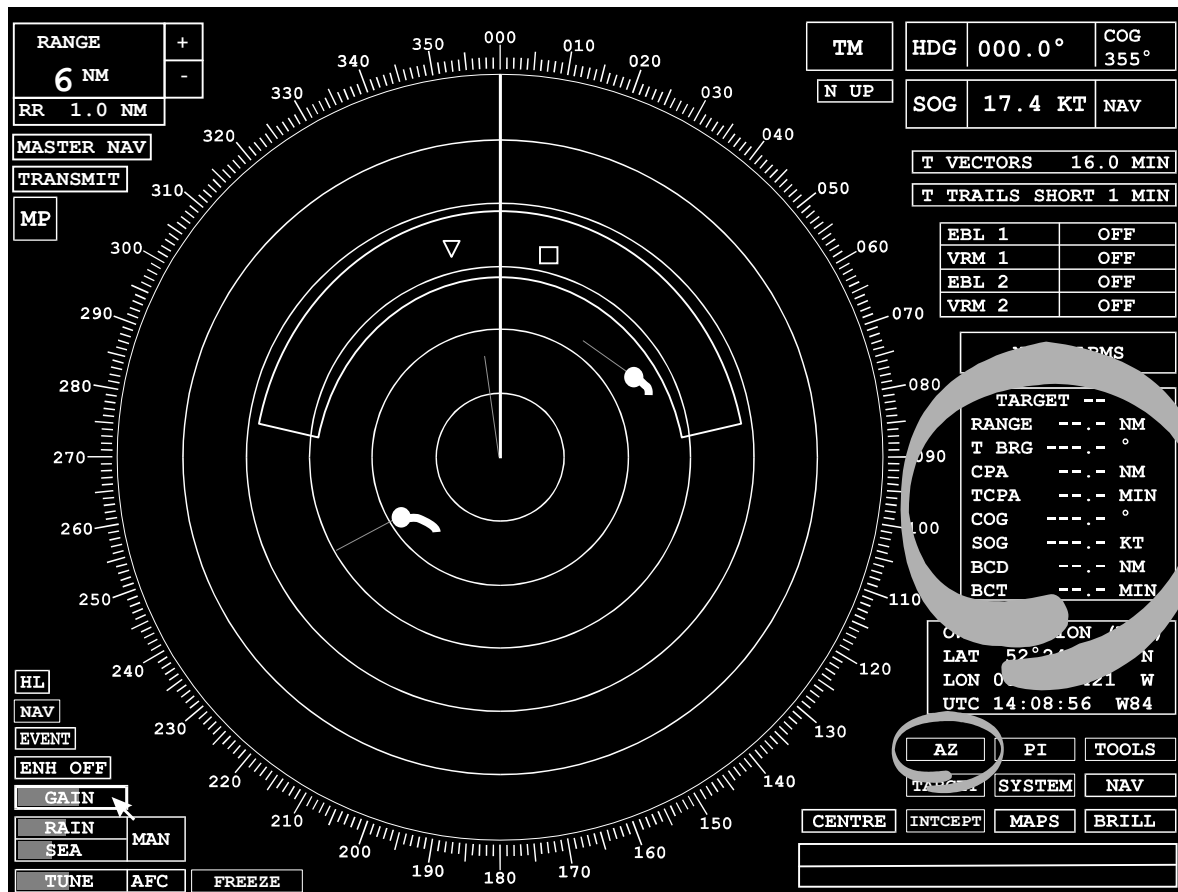 RANGE +
6 NM -
RR 1.0 NM
MASTER NAV
TRANSMIT
MP
000
010
020
030
040
050
060
070
080
090
100
110
120
130
140
150
160
170
180
190
200
210
220
230
240
250
260
270
280
290
300
310
320
330
340
350
TM
N UP
HDG 000.0° COG 355°
SOG 17.4 KT NAV
T VECTORS 16.0 MIN
T TRAILS SHORT 1 MIN
EBL 1 OFF
VRM 1 OFF
EBL 2 OFF
VRM 2 OFF
TARGET --
RANGE --.- NM
T BRG ---.- °
CPA --.- NM
TCPA --.- MIN
COG ---.- °
SOG ---.- KT
BCD --.- NM
BCT --.- MIN
LAT N
LON W
UTC 14:08:56 W84
AZ PI TOOLS
TARGET SYSTEM NAV
CENTRE INTCEPT MAPS BRILL
HL
NAV
EVENT
ENH OFF
GAIN
RAIN
SEA
MAN
TUNE AFC FREEZE